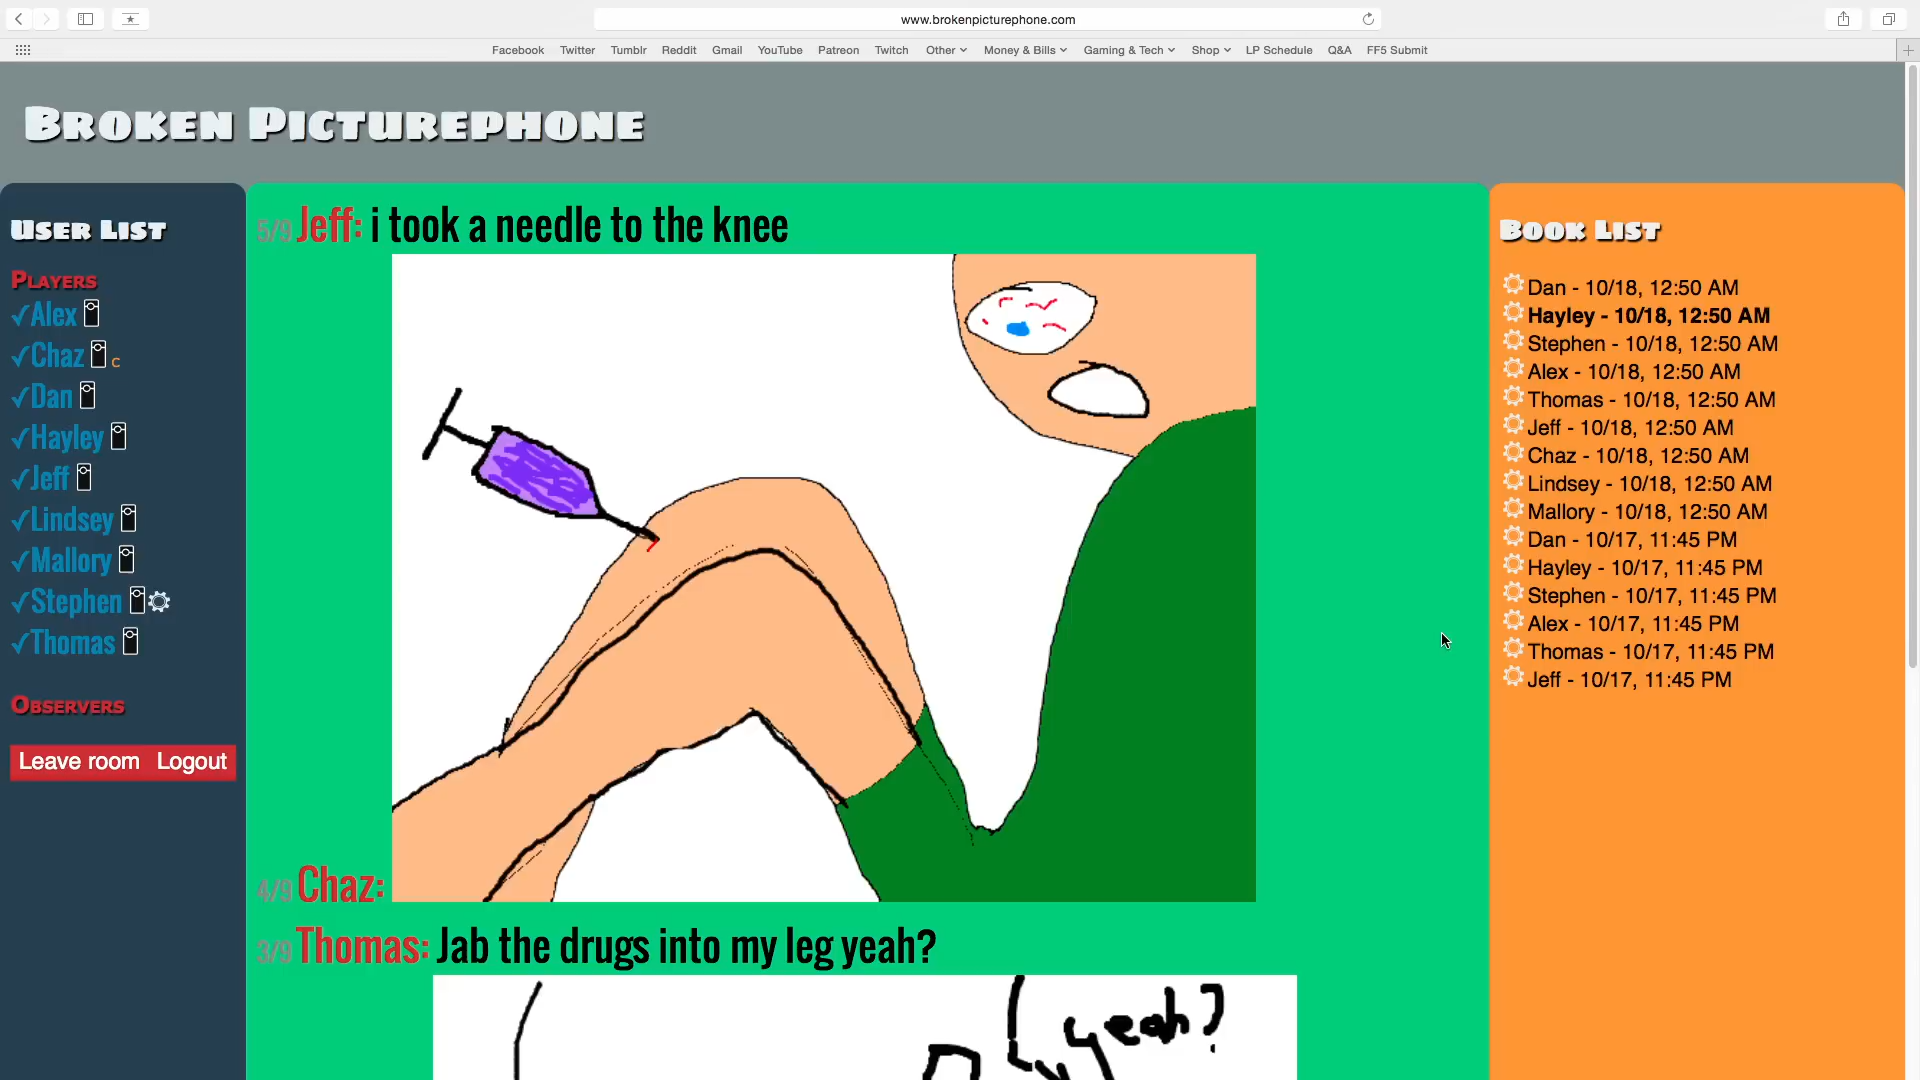 www.brokenpicturephone.com
Facebook Twitter Tumblr Reddit Gmail YouTube Patreon Twitch Other Money & Bills Gaming & Tech Shop LP Schedule Q&A FF5 Submit
Broken Picturephone
User List
Players
✓Alex
✓Chaz c
✓Dan
✓Hayley
✓Jeff
✓Lindsey
✓Mallory
✓Stephen
✓Thomas
Observers
Leave room Logout
5/9 Jeff: i took a needle to the knee
4/9 Chaz:
3/9 Thomas: Jab the drugs into my leg yeah?
yeah?
Book List
Dan - 10/18, 12:50 AM
Hayley - 10/18, 12:50 AM
Stephen - 10/18, 12:50 AM
Alex - 10/18, 12:50 AM
Thomas - 10/18, 12:50 AM
Jeff - 10/18, 12:50 AM
Chaz - 10/18, 12:50 AM
Lindsey - 10/18, 12:50 AM
Mallory - 10/18, 12:50 AM
Dan - 10/17, 11:45 PM
Hayley - 10/17, 11:45 PM
Stephen - 10/17, 11:45 PM
Alex - 10/17, 11:45 PM
Thomas - 10/17, 11:45 PM
Jeff - 10/17, 11:45 PM